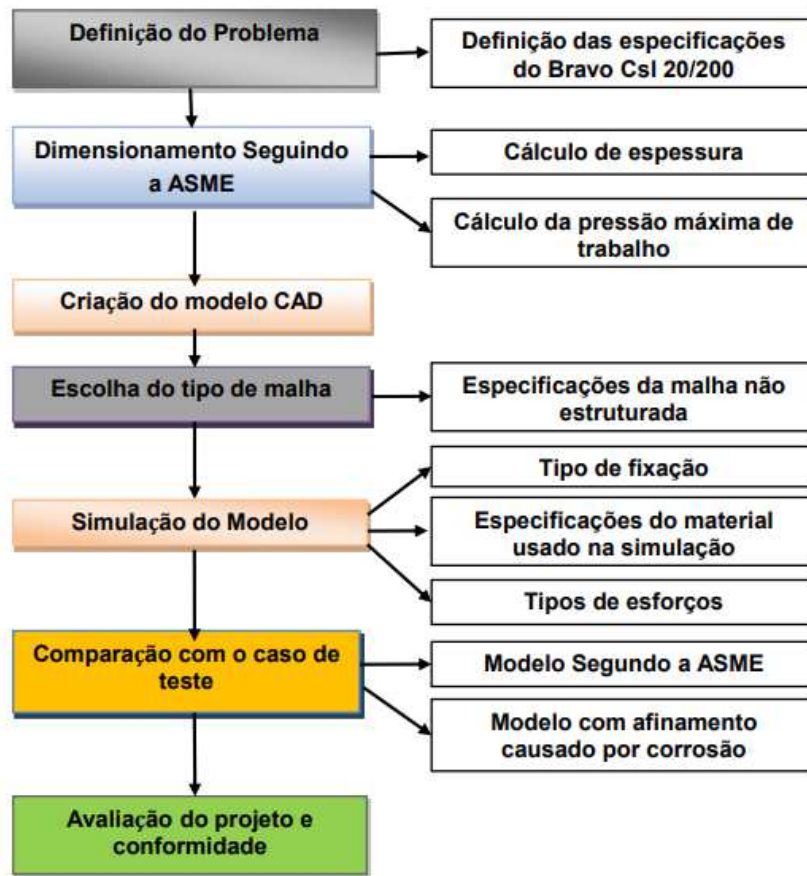 Definição do Problema
Definição das especificações
do Bravo Csl 20/200
Dimensionamento Seguindo
a ASME
Cálculo de espessura
Cálculo da pressão máxima de
trabalho
Criação do modelo CAD
Escolha do tipo de malha
Especificações da malha não
estruturada
Tipo de fixação
Simulação do Modelo
Especificações do material
usado na simulação
Tipos de esforços
Comparação com o caso de
teste
Modelo Segundo a ASME
Modelo com afinamento
causado por corrosão
Avaliação do projeto e
conformidade